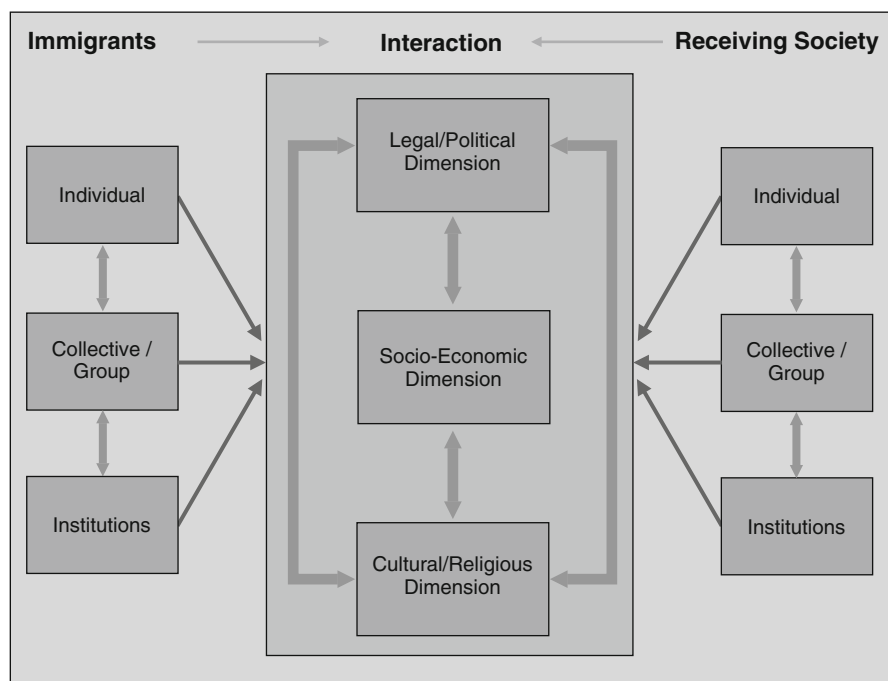 Immigrants
Interaction
Receiving Society
Individual
Collective /
Group
Institutions
Legal/Political
Dimension
Socio-Economic
Dimension
Cultural/Religious
Dimension
Individual
Collective /
Group
Institutions